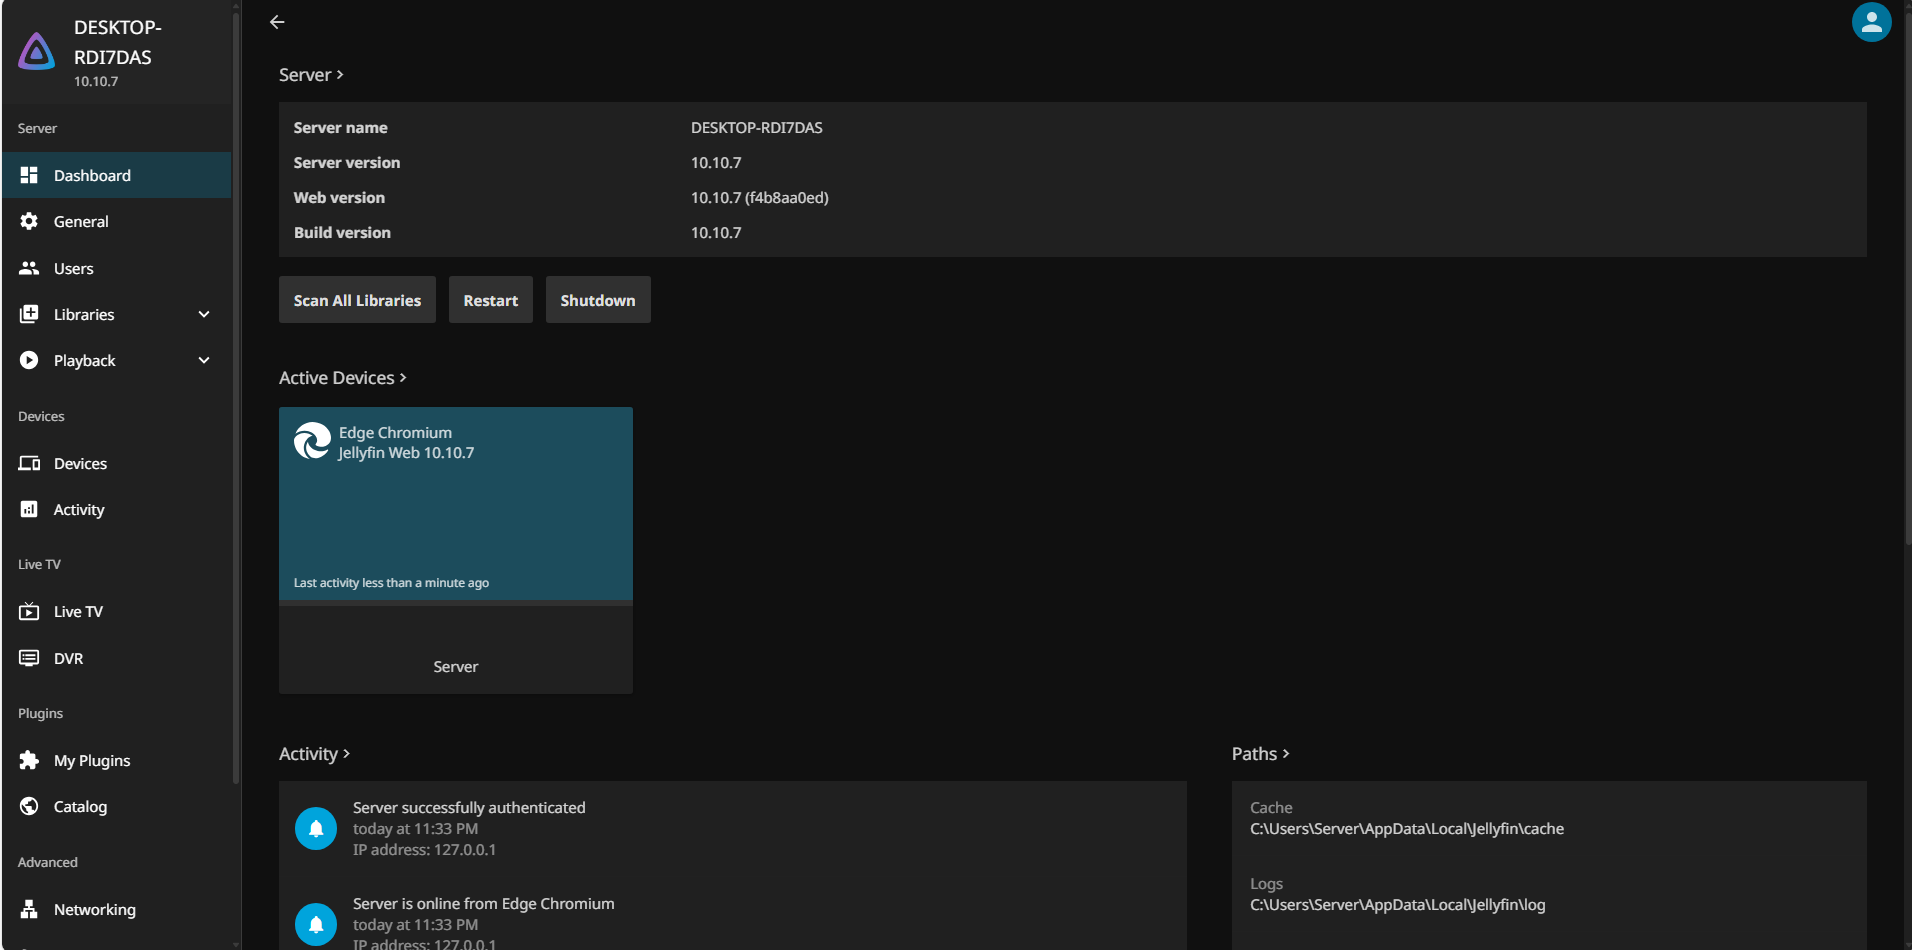 DESKTOP-
RDI7DAS
10.10.7
Server
Dashboard
General
Users
Libraries
Playback
Devices
Devices
Activity
Live TV
Live TV
DVR
Plugins
My Plugins
Catalog
Advanced
Networking
Server
Server name DESKTOP-RDI7DAS
Server version 10.10.7
Web version 10.10.7 (f4b8aa0ed)
Build version 10.10.7
Scan All Libraries Restart Shutdown
Active Devices
Edge Chromium
Jellyfin Web 10.10.7
Last activity less than a minute ago
Server
Activity
Server successfully authenticated
today at 11:33 PM
IP address: 127.0.0.1
Server is online from Edge Chromium
today at 11:33 PM
IP address: 127.0.0.1
Paths
Cache
C:\Users\Server\AppData\Local\Jellyfin\cache
Logs
C:\Users\Server\AppData\Local\Jellyfin\log